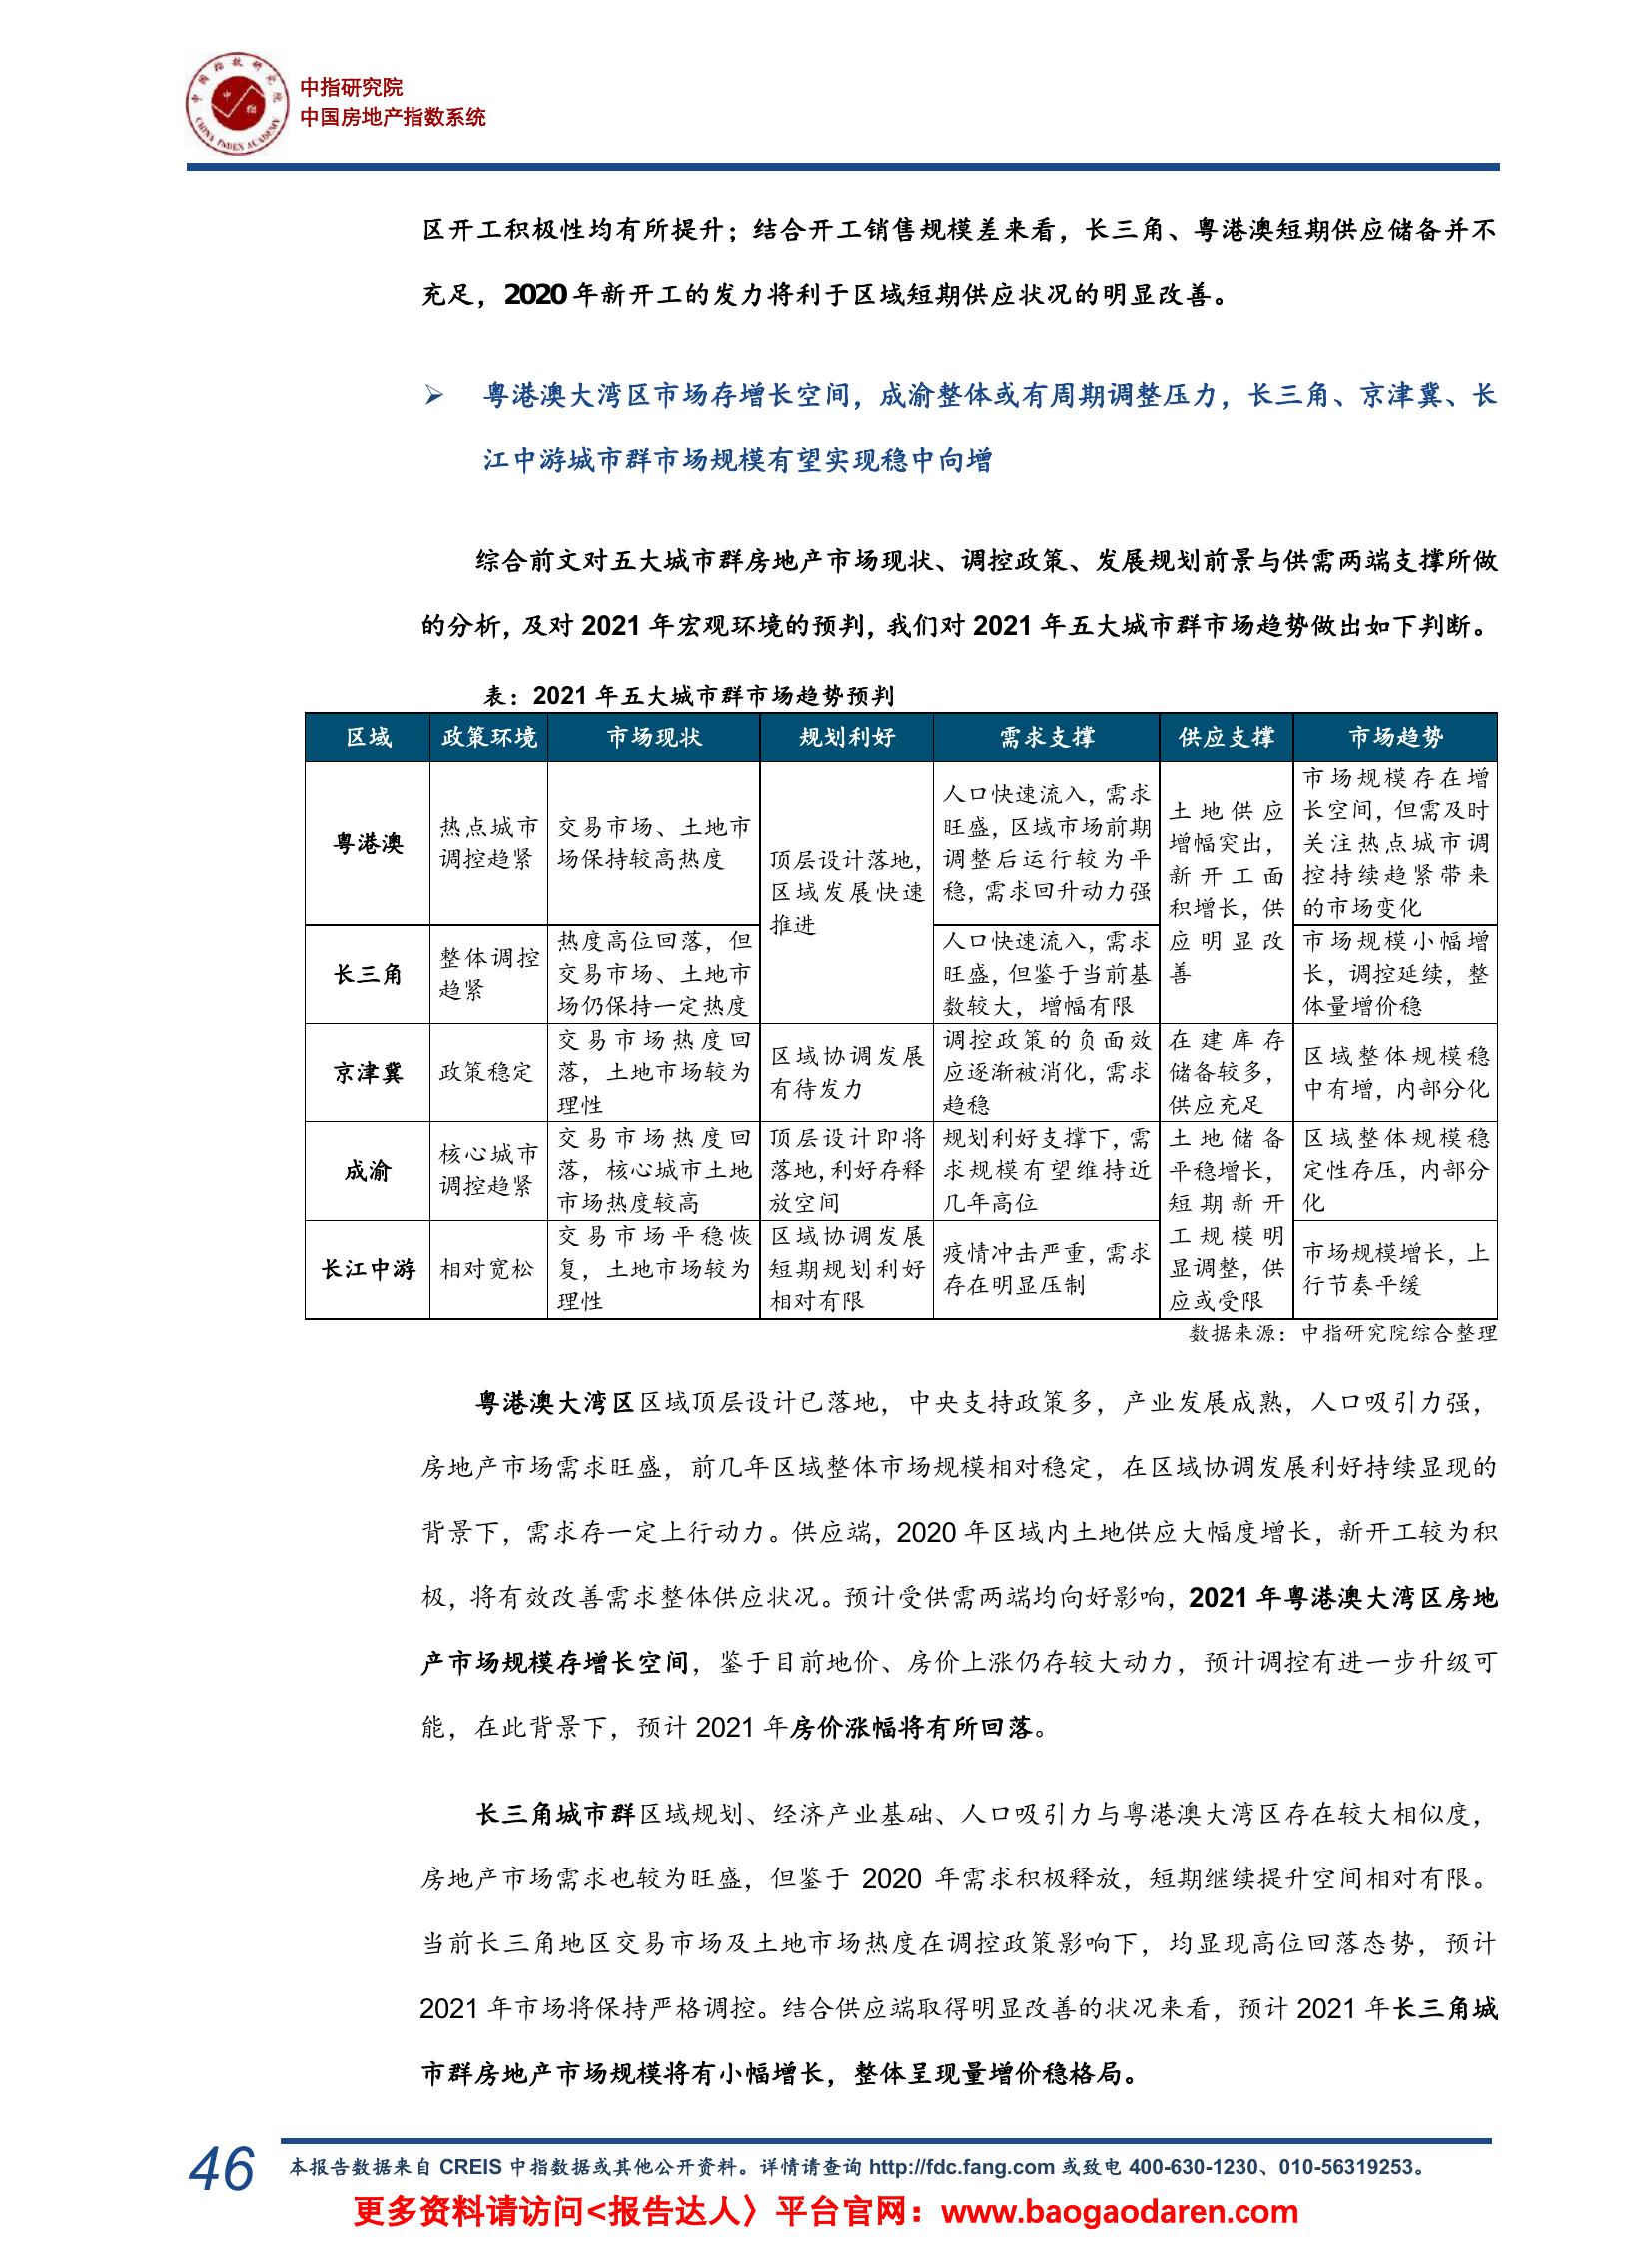 中国指数研究院
中 指
CHINA INDEX ACADEMY
中指研究院
中国房地产指数系统
区开工积极性均有所提升；结合开工销售规模差来看，长三角、粤港澳短期供应储备并不
充足，2020 年新开工的发力将利于区域短期供应状况的明显改善。
➢ 粤港澳大湾区市场存增长空间，成渝整体或有周期调整压力，长三角、京津冀、长
江中游城市群市场规模有望实现稳中向增
综合前文对五大城市群房地产市场现状、调控政策、发展规划前景与供需两端支撑所做
的分析，及对 2021 年宏观环境的预判，我们对 2021 年五大城市群市场趋势做出如下判断。
表：2021 年五大城市群市场趋势预判
区域 政策环境 市场现状 规划利好 需求支撑 供应支撑 市场趋势
粤港澳
热点城市
调控趋紧
交易市场、土地市
场保持较高热度
顶层设计落地，
区域发展快速
推进
人口快速流入，需求
旺盛，区域市场前期
调整后运行较为平
稳，需求回升动力强
土地供应
增幅突出，
新开工面
积增长，供
应明显改
善
市场规模存在增
长空间，但需及时
关注热点城市调
控持续趋紧带来
的市场变化
长三角
整体调控
趋紧
热度高位回落，但
交易市场、土地市
场仍保持一定热度
人口快速流入，需求
旺盛，但鉴于当前基
数较大，增幅有限
市场规模小幅增
长，调控延续，整
体量增价稳
京津冀
政策稳定
交易市场热度回
落，土地市场较为
理性
区域协调发展
有待发力
调控政策的负面效
应逐渐被消化，需求
趋稳
在建库存
储备较多，
供应充足
区域整体规模稳
中有增，内部分化
成渝
核心城市
调控趋紧
交易市场热度回
落，核心城市土地
市场热度较高
顶层设计即将
落地，利好存释
放空间
规划利好支撑下，需
求规模有望维持近
几年高位
土地储备
平稳增长，
短期新开
工规模明
显调整，供
应或受限
区域整体规模稳
定性存压，内部分
化
长江中游
相对宽松
交易市场平稳恢
复，土地市场较为
理性
区域协调发展
短期规划利好
相对有限
疫情冲击严重，需求
存在明显压制
市场规模增长，上
行节奏平缓
数据来源：中指研究院综合整理
粤港澳大湾区区域顶层设计已落地，中央支持政策多，产业发展成熟，人口吸引力强，
房地产市场需求旺盛，前几年区域整体市场规模相对稳定，在区域协调发展利好持续显现的
背景下，需求存一定上行动力。供应端，2020 年区域内土地供应大幅度增长，新开工较为积
极，将有效改善需求整体供应状况。预计受供需两端均向好影响，2021 年粤港澳大湾区房地
产市场规模存增长空间，鉴于目前地价、房价上涨仍存较大动力，预计调控有进一步升级可
能，在此背景下，预计 2021 年房价涨幅将有所回落。
长三角城市群区域规划、经济产业基础、人口吸引力与粤港澳大湾区存在较大相似度，
房地产市场需求也较为旺盛，但鉴于 2020 年需求积极释放，短期继续提升空间相对有限。
当前长三角地区交易市场及土地市场热度在调控政策影响下，均显现高位回落态势，预计
2021 年市场将保持严格调控。结合供应端取得明显改善的状况来看，预计 2021 年长三角城
市群房地产市场规模将有小幅增长，整体呈现量增价稳格局。
46 本报告数据来自 CREIS 中指数据或其他公开资料。详情请查询 http://fdc.fang.com 或致电 400-630-1230、010-56319253。
更多资料请访问<报告达人〉平台官网：www.baogaodaren.com